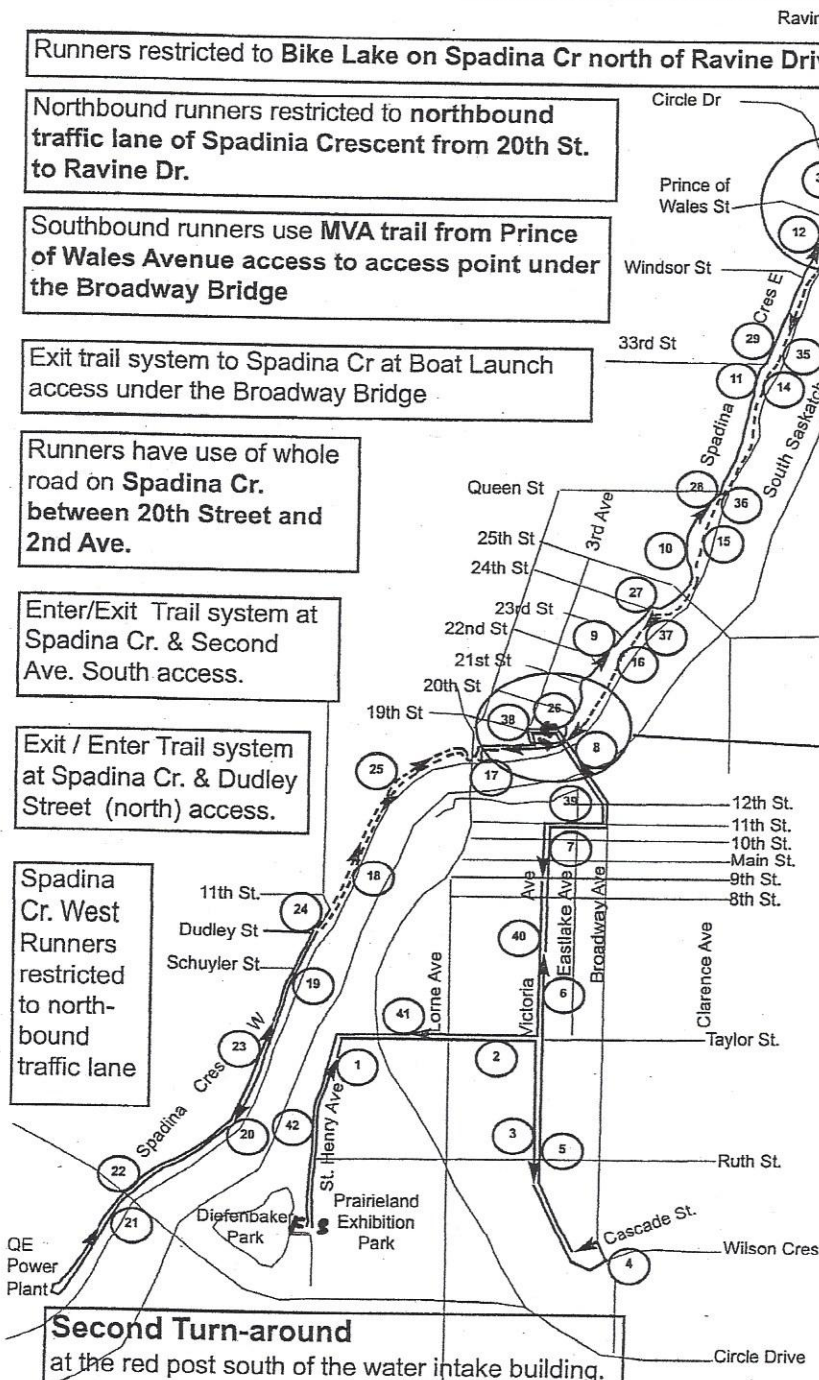 Ravin
Runners restricted to Bike Lake on Spadina Cr north of Ravine Driv
Northbound runners restricted to northbound
traffic lane of Spadinia Crescent from 20th St.
to Ravine Dr.
Circle Dr
Prince of
Wales St
3
12
Southbound runners use MVA trail from Prince
of Wales Avenue access to access point under
the Broadway Bridge
Windsor St
Spadina Cres E
29
33rd St
35
11
14
Exit trail system to Spadina Cr at Boat Launch
access under the Broadway Bridge
South Saskatch
Runners have use of whole
road on Spadina Cr.
between 20th Street and
2nd Ave.
Queen St
28
36
3rd Ave
25th St
10
15
24th St
27
23rd St
9
37
22nd St
16
21st St
20th St
26
19th St
38
8
Enter/Exit Trail system at
Spadina Cr. & Second
Ave. South access.
Exit / Enter Trail system
at Spadina Cr. & Dudley
Street (north) access.
25
17
39
12th St.
11th St.
10th St.
7
Main St.
9th St.
8th St.
18
Spadina
Cr. West
Runners
restricted
to north-
bound
traffic lane
11th St.
24
Dudley St
Schuyler St
19
40
Victoria Ave
Eastlake Ave
Broadway Ave
Clarence Ave
Lorne Ave
6
41
Taylor St.
23
1
2
Spadina Cres W
20
42
St. Henry Ave
3
5
Ruth St.
22
21
Diefenbaker
Park
F S
Prairieland
Exhibition
Park
Cascade St.
Wilson Cres
4
QE
Power
Plant
Second Turn-around
at the red post south of the water intake building.
Circle Drive